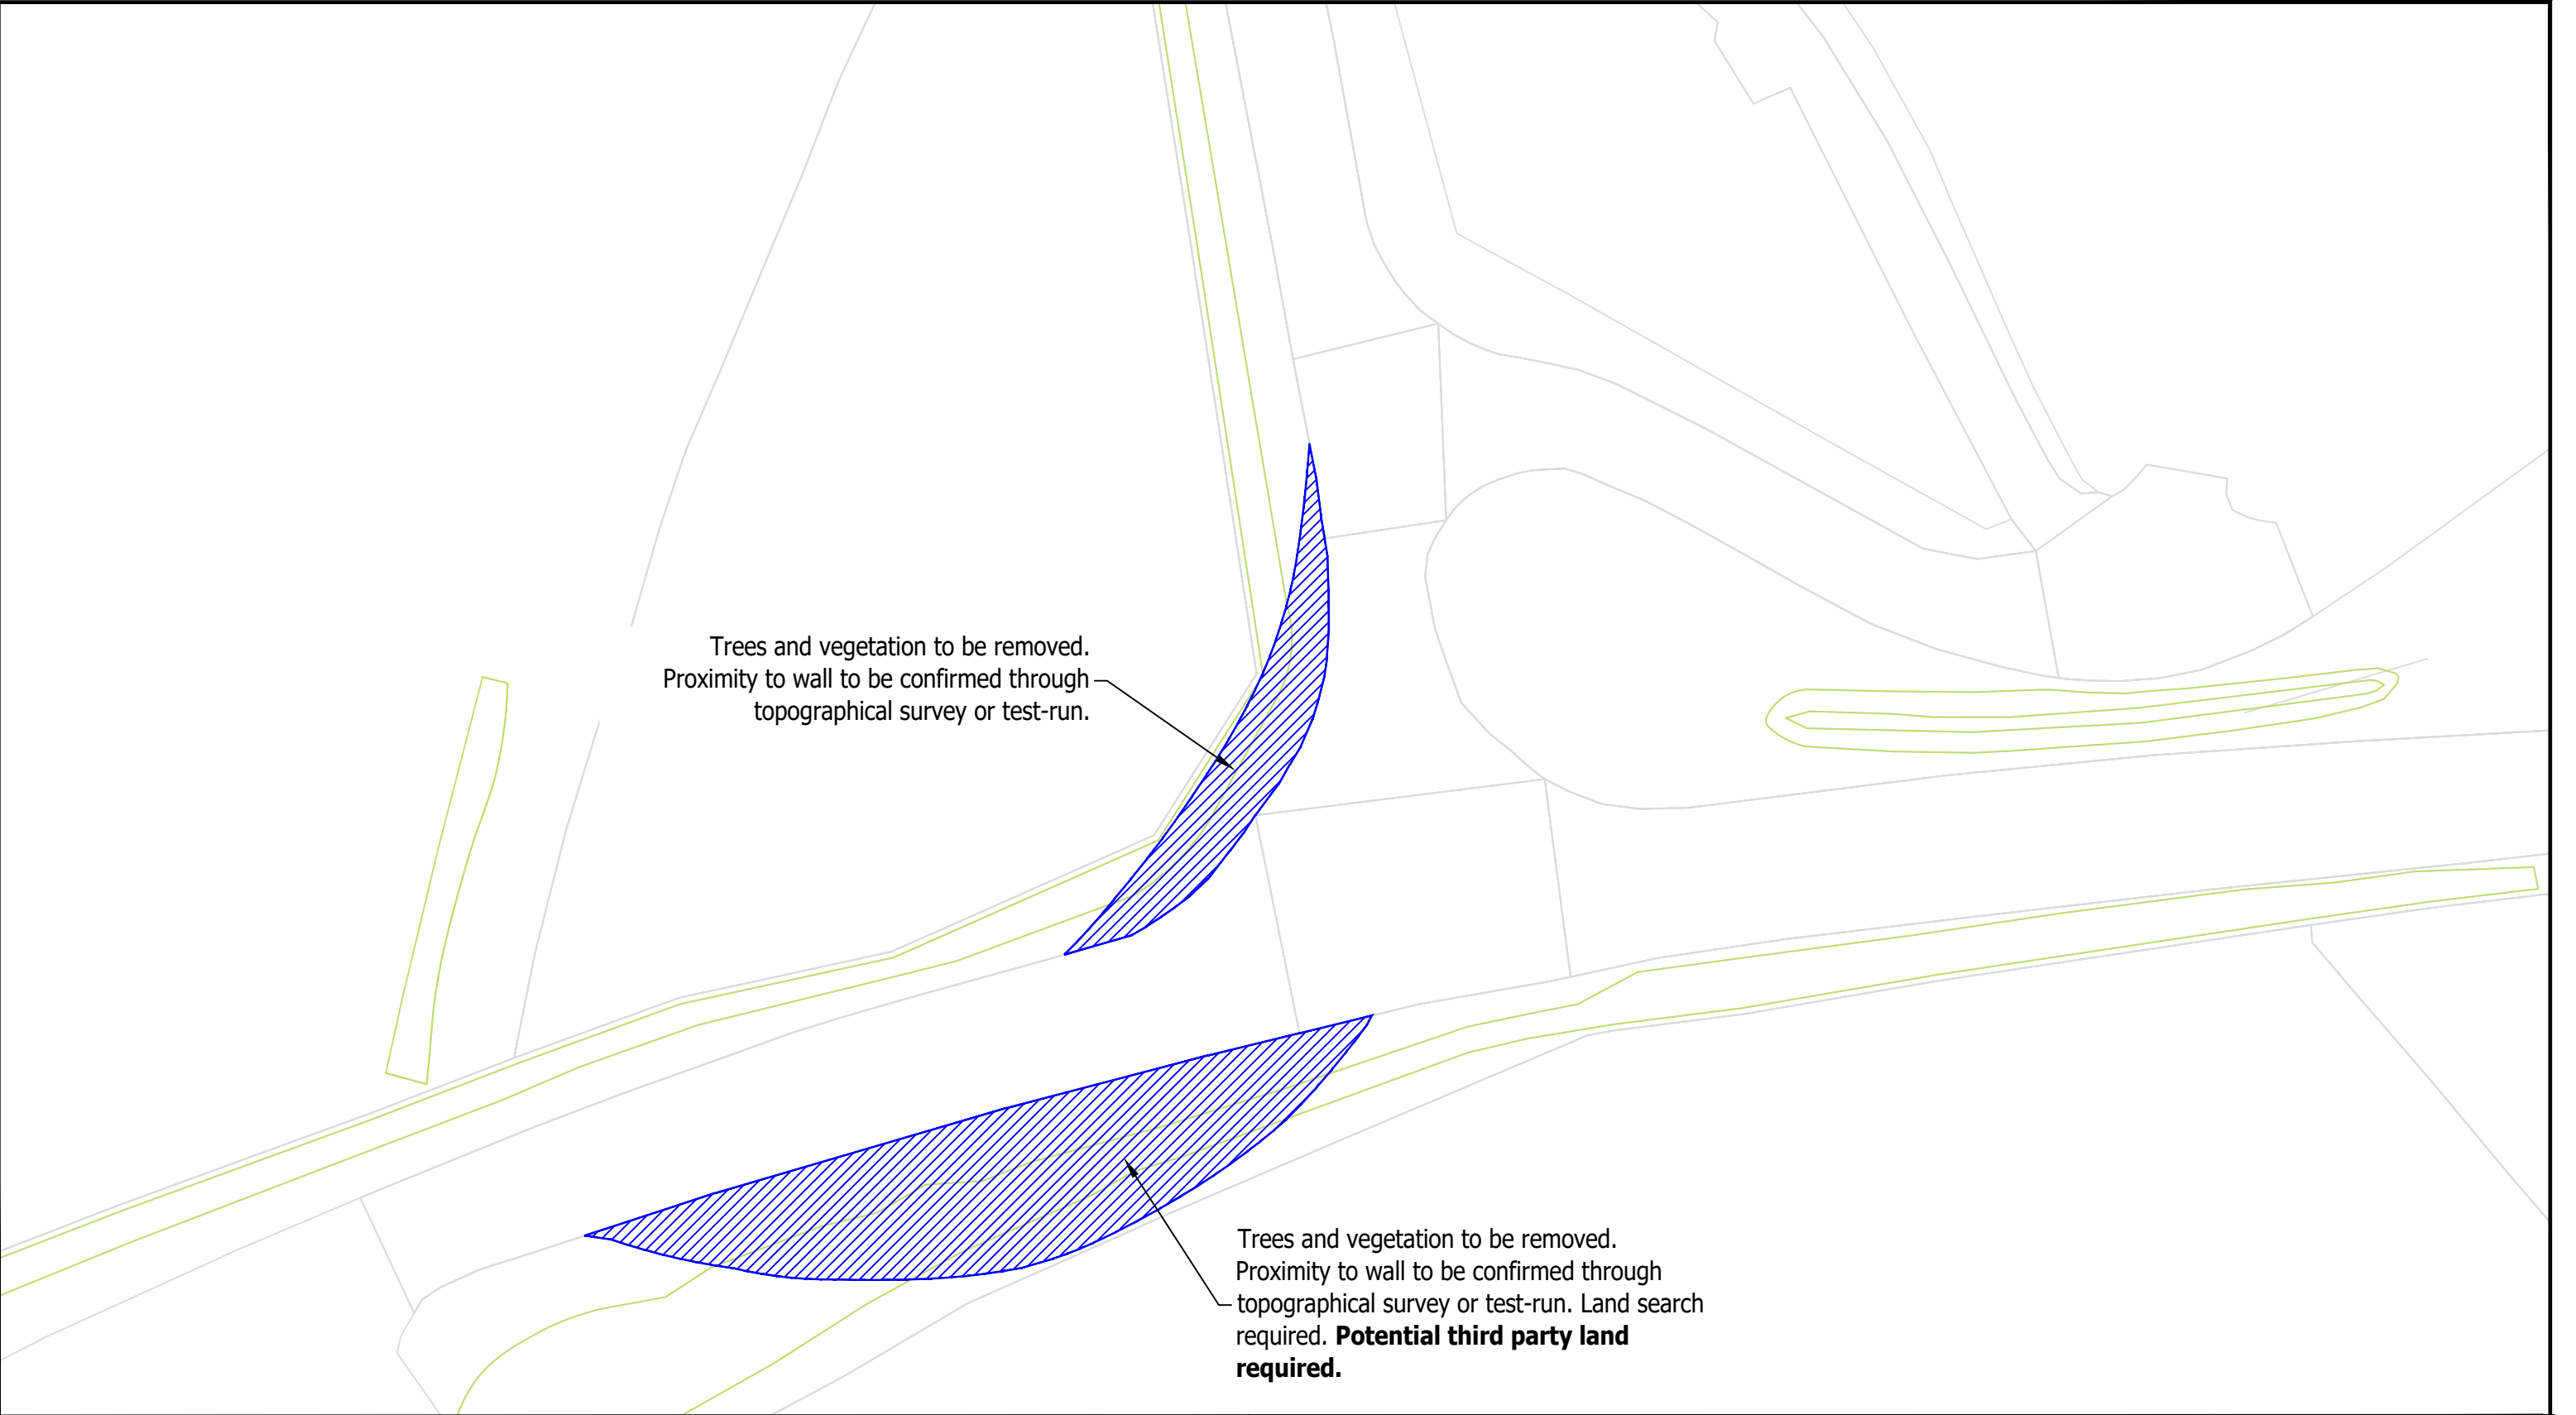 Trees and vegetation to be removed.
Proximity to wall to be confirmed through
topographical survey or test-run.
Trees and vegetation to be removed.
Proximity to wall to be confirmed through
topographical survey or test-run. Land search
required. Potential third party land
required.